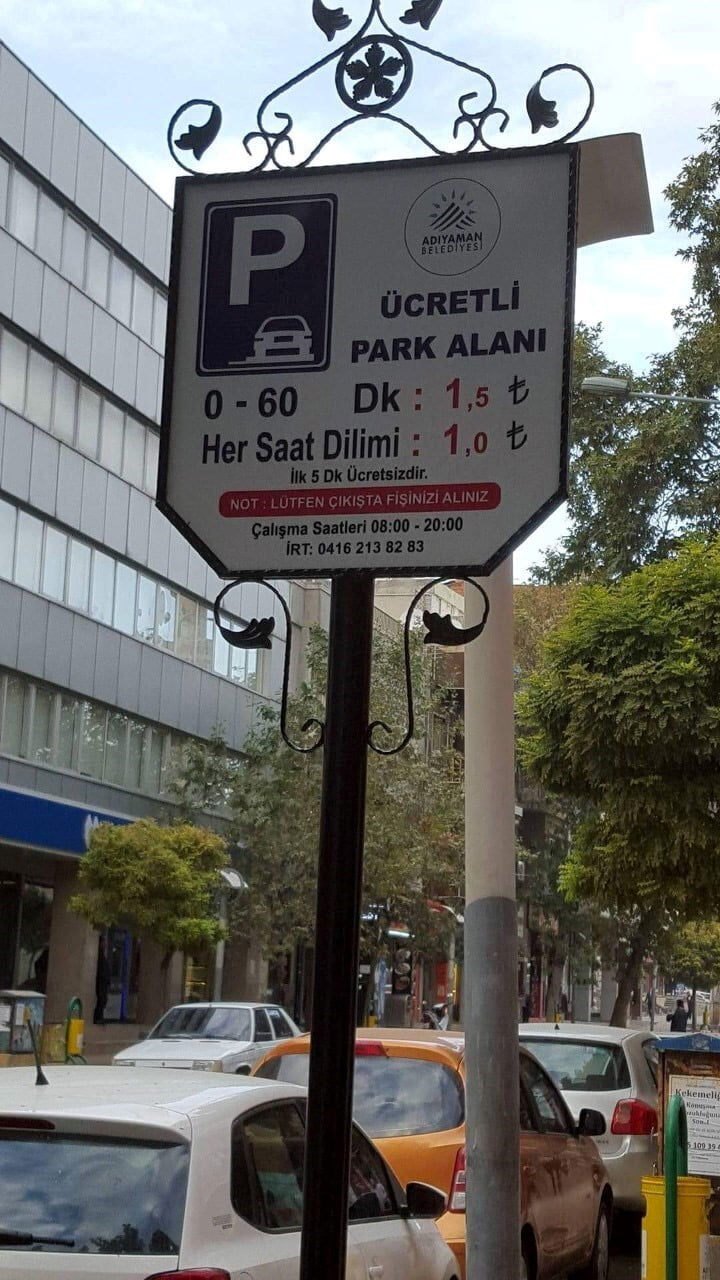 P
ADIYAMAN
BELEDİYESİ
ÜCRETLİ
PARK ALANI
0 - 60 Dk : 1,5 ₺
Her Saat Dilimi : 1,0 ₺
İlk 5 Dk Ücretsizdir.
NOT : LÜTFEN ÇIKIŞTA FİŞİNİZİ ALINIZ
Çalışma Saatleri 08:00 - 20:00
İRT: 0416 213 82 83
Kekemeliğ
Konuşma